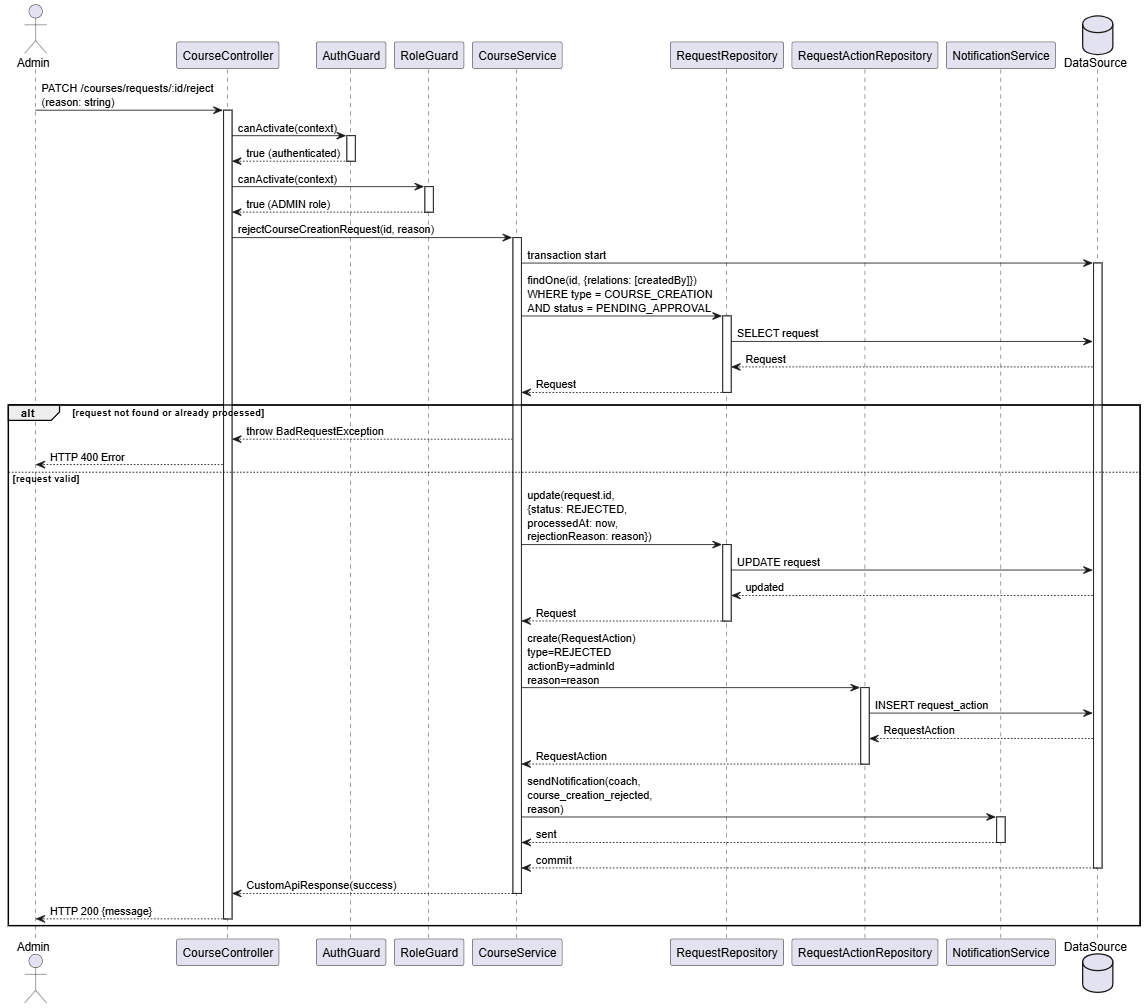 Admin
CourseController
AuthGuard
RoleGuard
CourseService
RequestRepository
RequestActionRepository
NotificationService
DataSource
PATCH /courses/requests/:id/reject
(reason: string)
canActivate(context)
true (authenticated)
canActivate(context)
true (ADMIN role)
rejectCourseCreationRequest(id, reason)
transaction start
findOne(id, {relations: [createdBy]})
WHERE type = COURSE_CREATION
AND status = PENDING_APPROVAL
SELECT request
Request
Request
alt
[request not found or already processed]
throw BadRequestException
HTTP 400 Error
[request valid]
update(request.id,
{status: REJECTED,
processedAt: now,
rejectionReason: reason})
UPDATE request
updated
Request
create(RequestAction)
type=REJECTED
actionBy=adminId
reason=reason
INSERT request_action
RequestAction
RequestAction
sendNotification(coach,
course_creation_rejected,
reason)
sent
commit
CustomApiResponse(success)
HTTP 200 {message}
Admin
CourseController
AuthGuard
RoleGuard
CourseService
RequestRepository
RequestActionRepository
NotificationService
DataSource